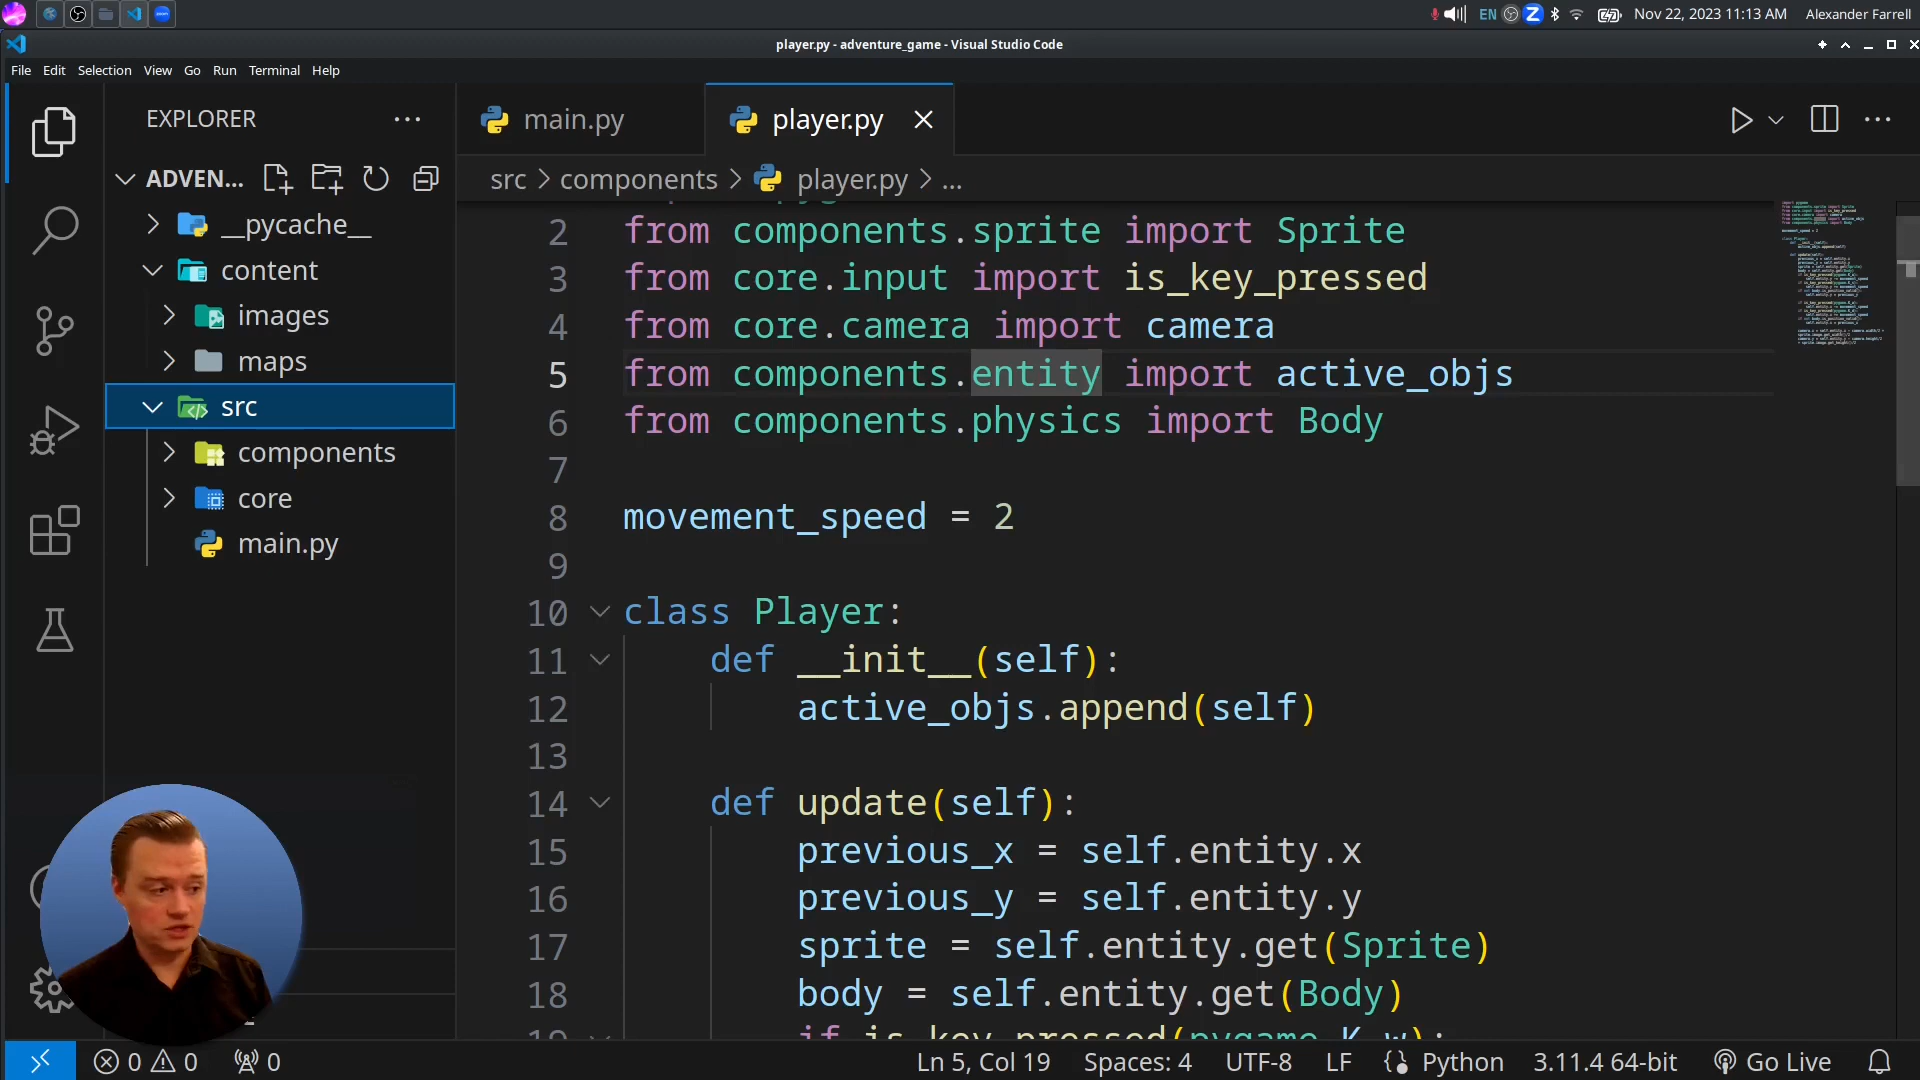 EN
Nov 22, 2023 11:13 AM
Alexander Farrell
player.py - adventure_game - Visual Studio Code
File Edit Selection View Go Run Terminal Help
EXPLORER
main.py
player.py
ADVEN...
src > components > player.py > ...
__pycache__
content
images
maps
src
components
core
main.py
2 from components.sprite import Sprite
3 from core.input import is_key_pressed
4 from core.camera import camera
5 from components.entity import active_objs
6 from components.physics import Body
7
8 movement_speed = 2
9
10 class Player:
11 def __init__(self):
12 active_objs.append(self)
13
14 def update(self):
15 previous_x = self.entity.x
16 previous_y = self.entity.y
17 sprite = self.entity.get(Sprite)
18 body = self.entity.get(Body)
19 if is_key_pressed(pygame.K_w):
0 0 0
Ln 5, Col 19
Spaces: 4
UTF-8
LF
Python
3.11.4 64-bit
Go Live